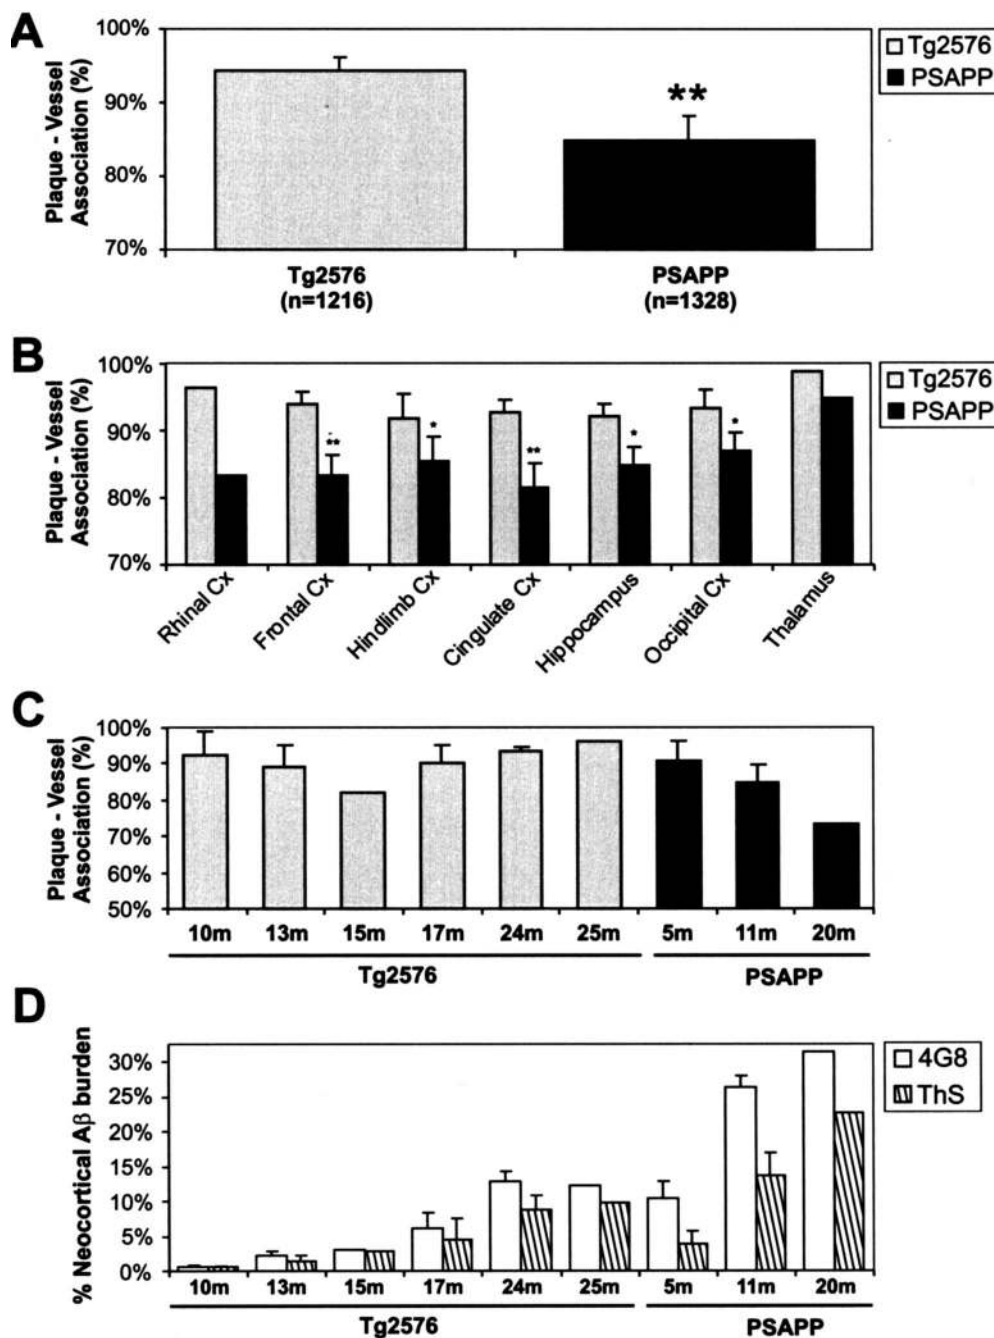 A
100%
90%
80%
70%
Plaque - Vessel
Association (%)
**
Tg2576
(n=1216)
PSAPP
(n=1328)
Tg2576
PSAPP
B
100%
90%
80%
70%
Plaque - Vessel
Association (%)
** * ** * *
Rhinal Cx
Frontal Cx
Hindlimb Cx
Cingulate Cx
Hippocampus
Occipital Cx
Thalamus
Tg2576
PSAPP
C
100%
90%
80%
70%
60%
50%
Plaque - Vessel
Association (%)
10m 13m 15m 17m 24m 25m 5m 11m 20m
Tg2576 PSAPP
D
30%
25%
20%
15%
10%
5%
0%
% Neocortical Aβ burden
10m 13m 15m 17m 24m 25m 5m 11m 20m
Tg2576 PSAPP
4G8
ThS